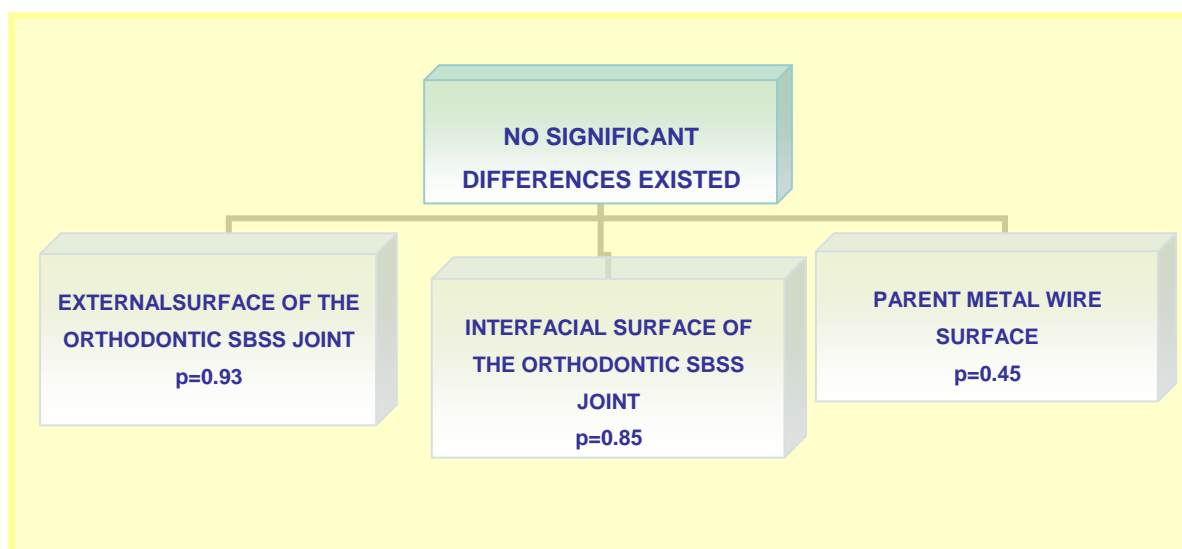 NO SIGNIFICANT
DIFFERENCES EXISTED
EXTERNALSURFACE OF THE
ORTHODONTIC SBSS JOINT
p=0.93
INTERFACIAL SURFACE OF
THE ORTHODONTIC SBSS
JOINT
p=0.85
PARENT METAL WIRE
SURFACE
p=0.45